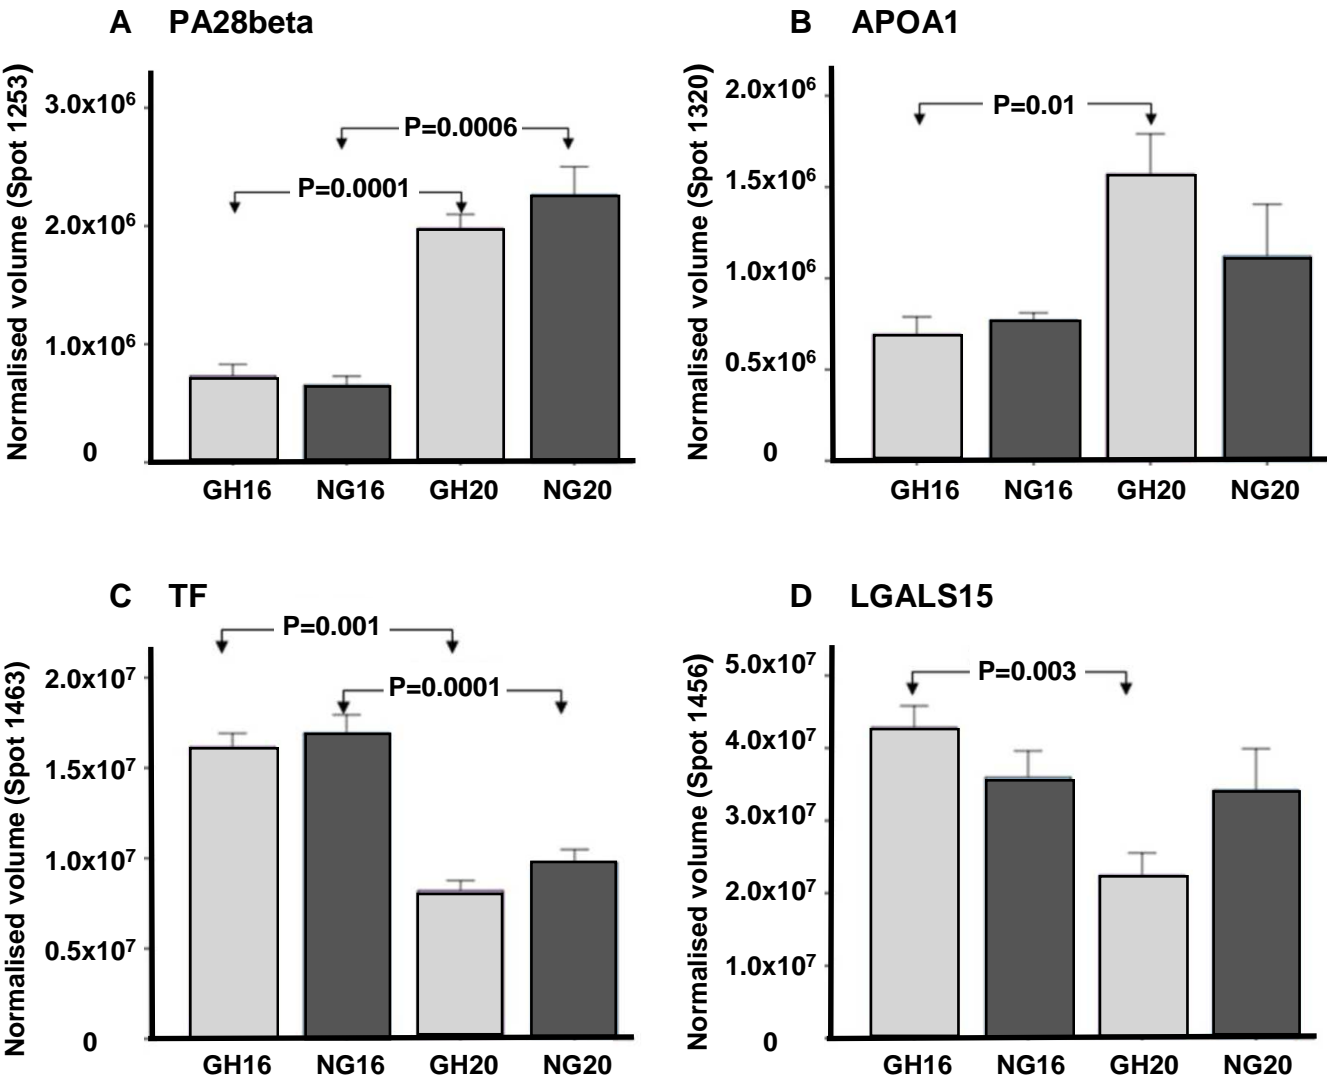 A PA28beta
Normalised volume (Spot 1253)
3.0x10⁶
2.0x10⁶
1.0x10⁶
0
P=0.0006
P=0.0001
GH16 NG16 GH20 NG20
B APOA1
Normalised volume (Spot 1320)
2.0x10⁶
1.5x10⁶
1.0x10⁶
0.5x10⁶
0
P=0.01
GH16 NG16 GH20 NG20
C TF
Normalised volume (Spot 1463)
2.0x10⁷
1.5x10⁷
1.0x10⁷
0.5x10⁷
0
P=0.001
P=0.0001
GH16 NG16 GH20 NG20
D LGALS15
Normalised volume (Spot 1456)
5.0x10⁷
4.0x10⁷
3.0x10⁷
2.0x10⁷
1.0x10⁷
0
P=0.003
GH16 NG16 GH20 NG20